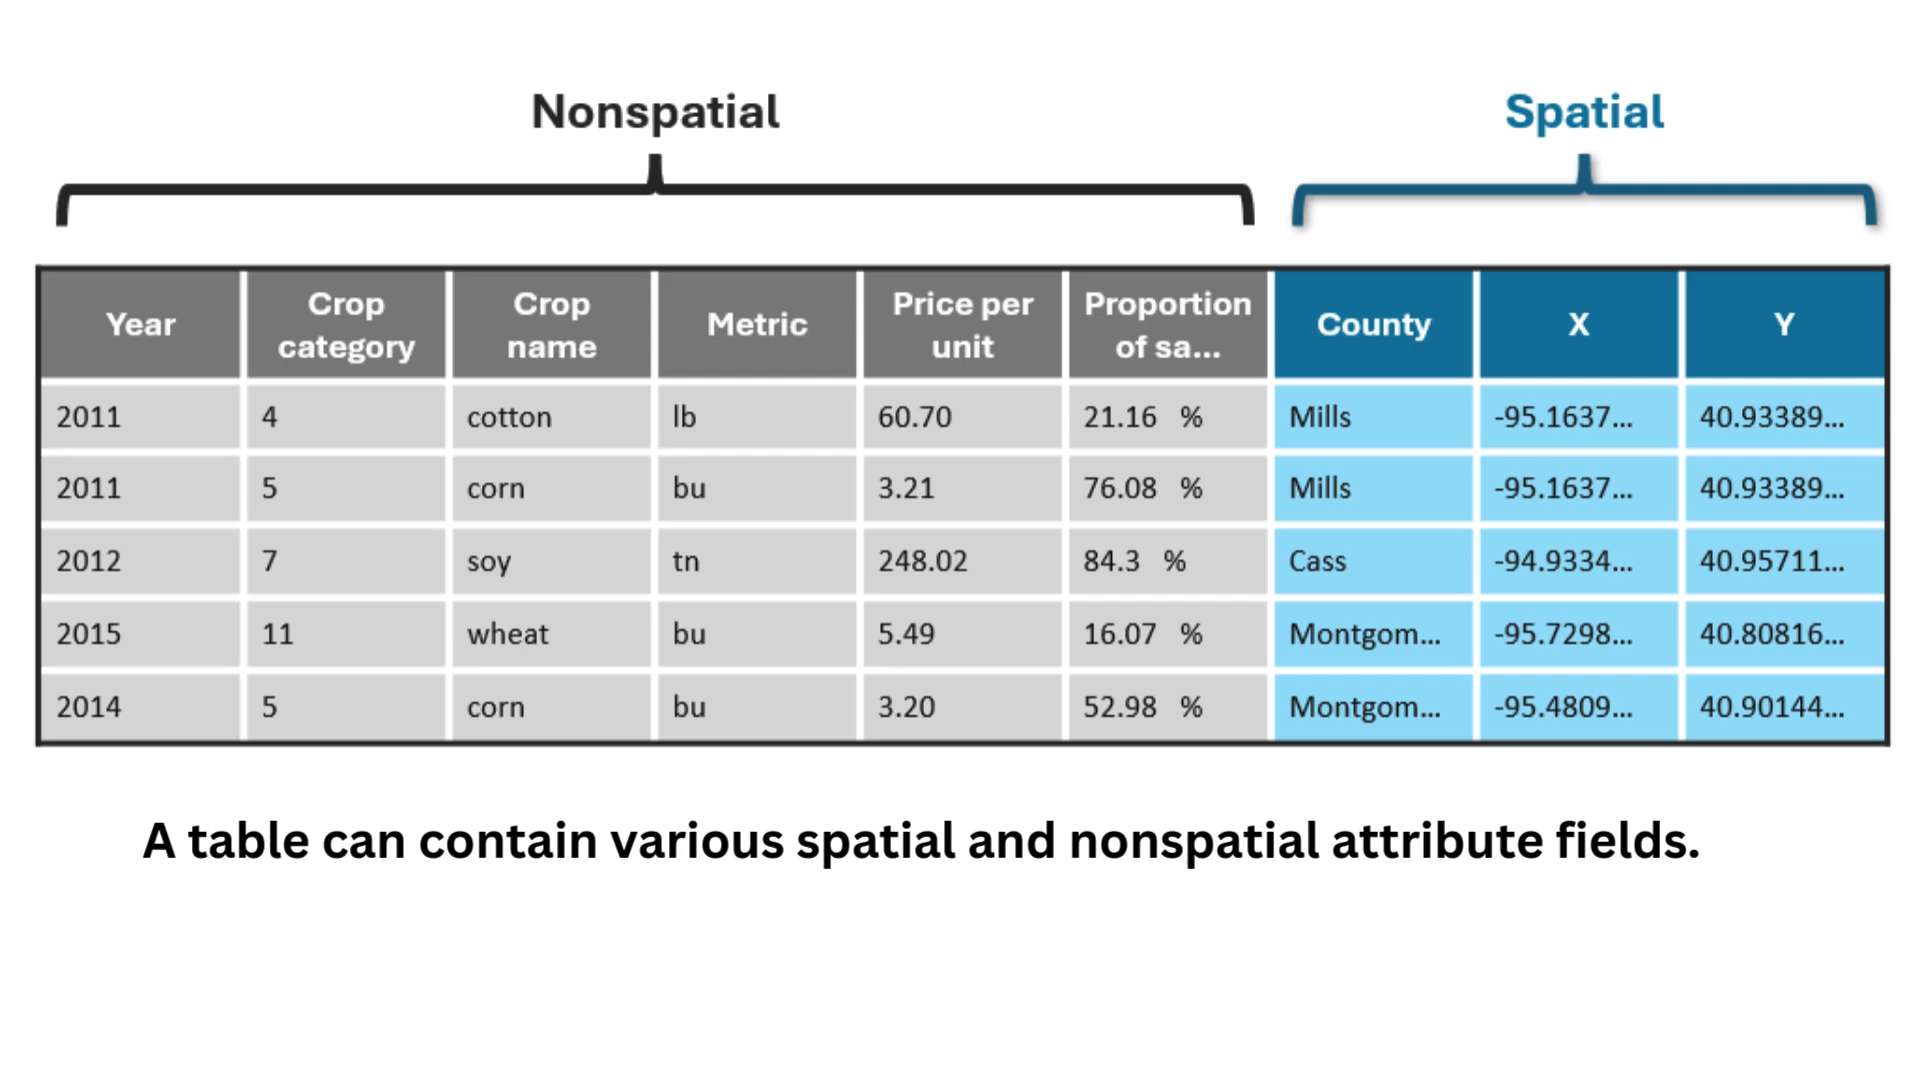 Nonspatial Spatial
Year Crop category Crop name Metric Price per unit Proportion of sa... County X Y
2011 4 cotton lb 60.70 21.16 % Mills -95.1637... 40.93389...
2011 5 corn bu 3.21 76.08 % Mills -95.1637... 40.93389...
2012 7 soy tn 248.02 84.3 % Cass -94.9334... 40.95711...
2015 11 wheat bu 5.49 16.07 % Montgom... -95.7298... 40.80816...
2014 5 corn bu 3.20 52.98 % Montgom... -95.4809... 40.90144...
A table can contain various spatial and nonspatial attribute fields.